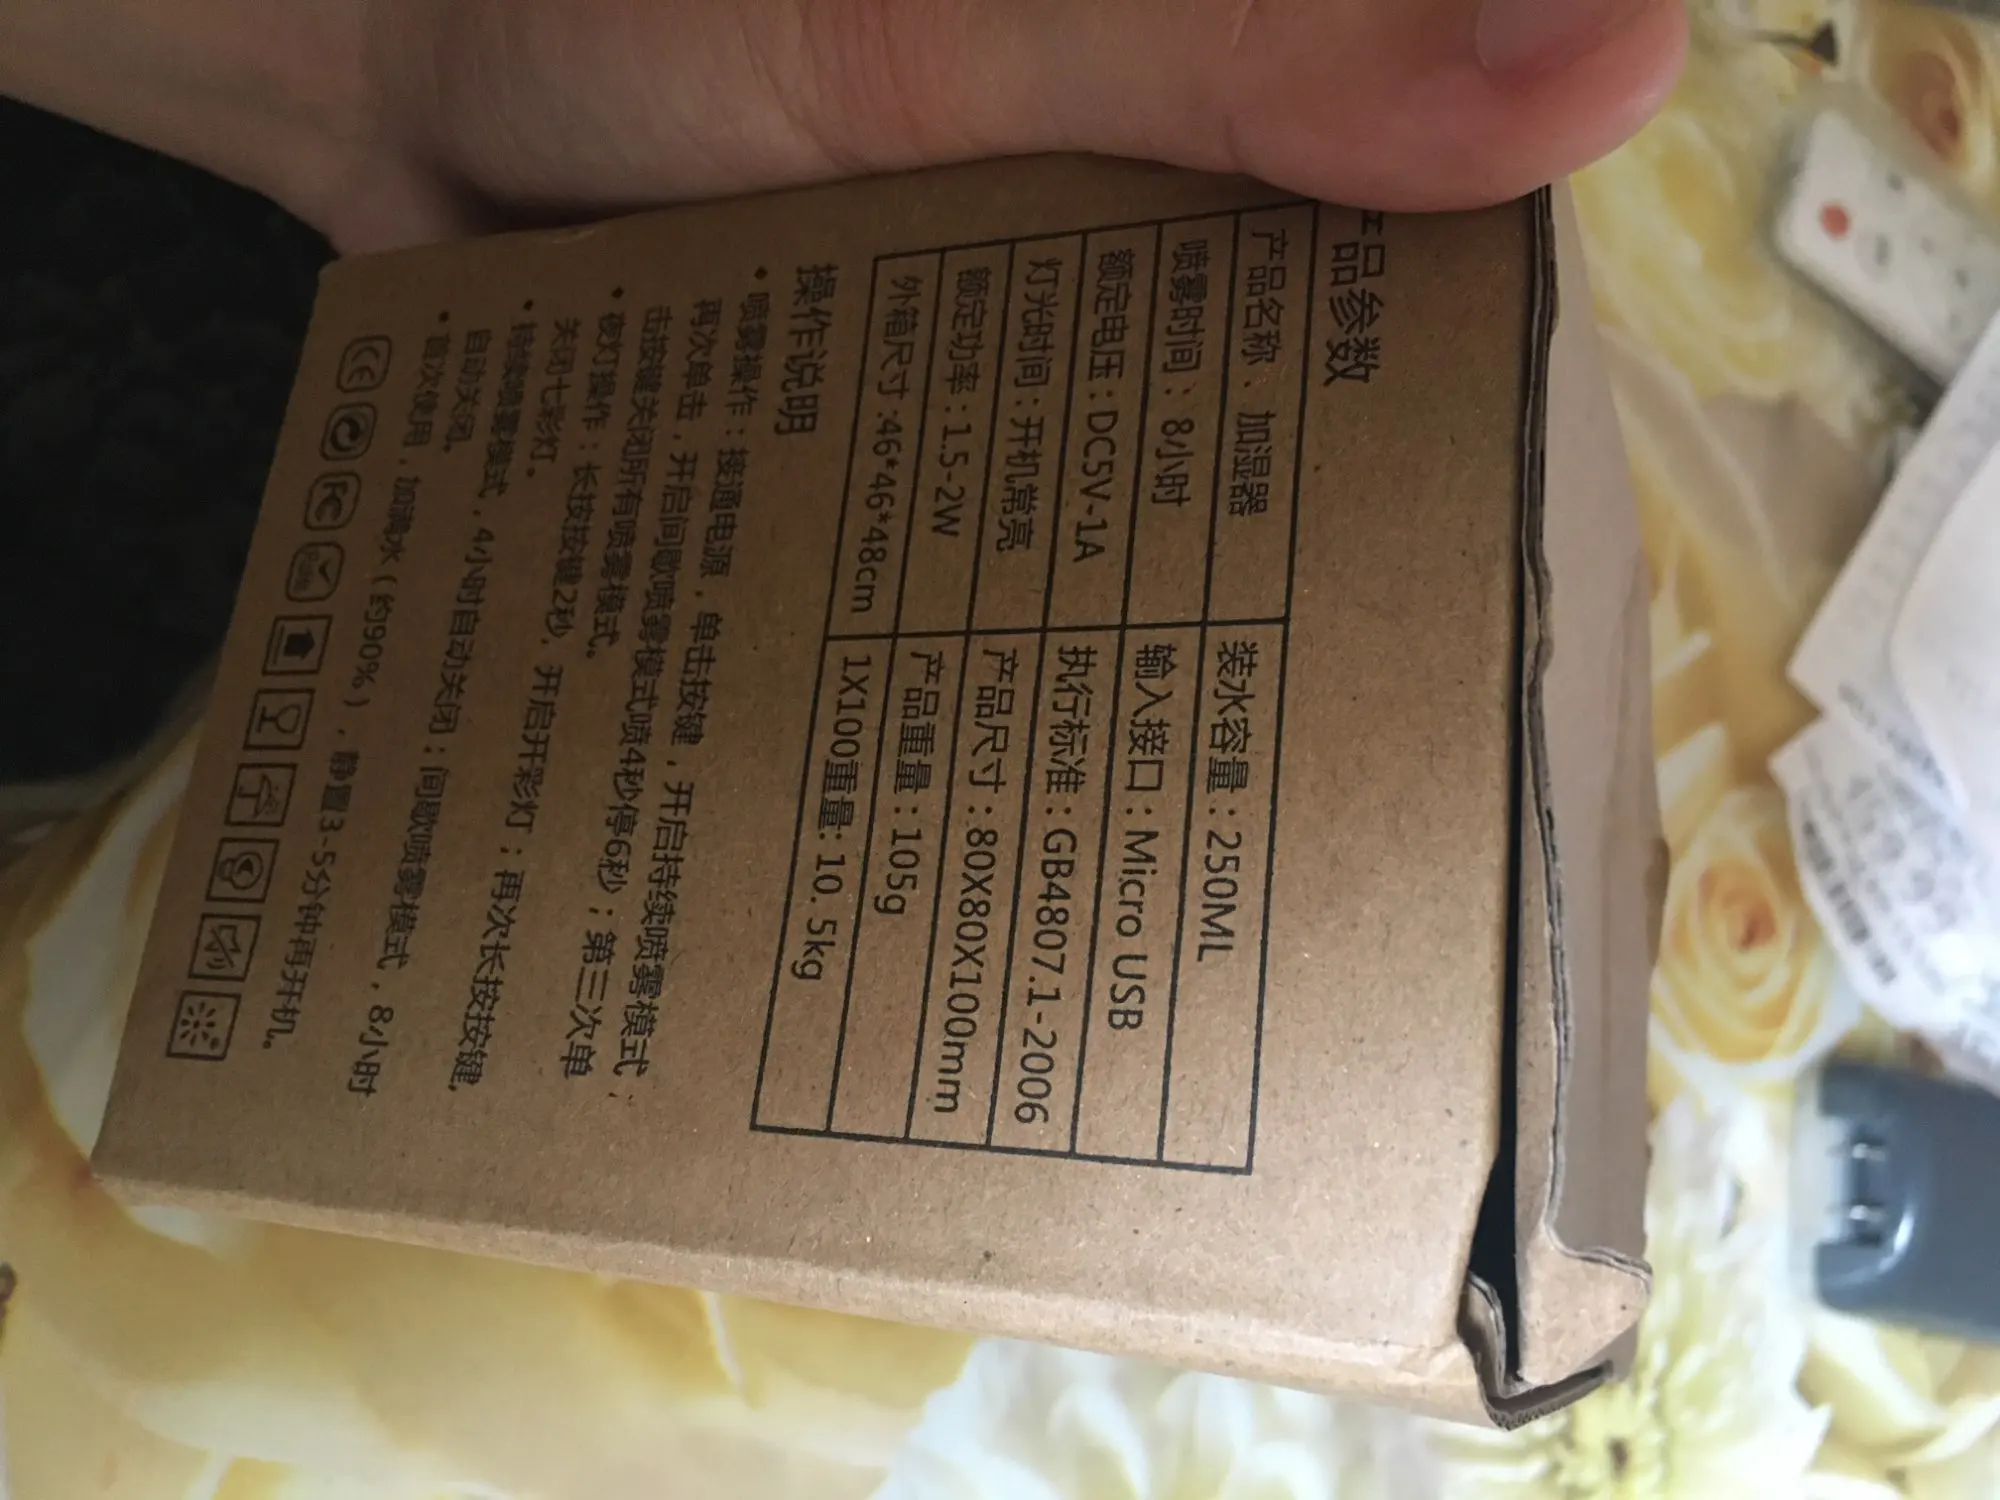 品参数
产品名称、加湿器 装水容量：250ML
喷雾时间：8小时 输入接口：Micro USB
额定电压：DC5V-1A 执行标准：GB4807.1-2006
灯光时间：开机常亮 产品尺寸：80X80X100mm
额定功率：1.5-2W 产品重量：105g
外箱尺寸:46*46*48cm 1X100重量:10.5kg
操作说明
• 喷雾操作：接通电源，单击按键，开启持续喷雾模式；
再次单击，开启间歇喷雾模式喷4秒停6秒；第三次单
击按键关闭所有喷雾模式。
• 夜灯操作：长按按键2秒，开启开彩灯；再次长按按键，
关闭七彩灯。
• 持续喷雾模式，4小时自动关闭；间歇喷雾模式，8小时
自动关闭。
• 首次使用，加满水（约90%），静置3-5分钟再开机。
CE FC